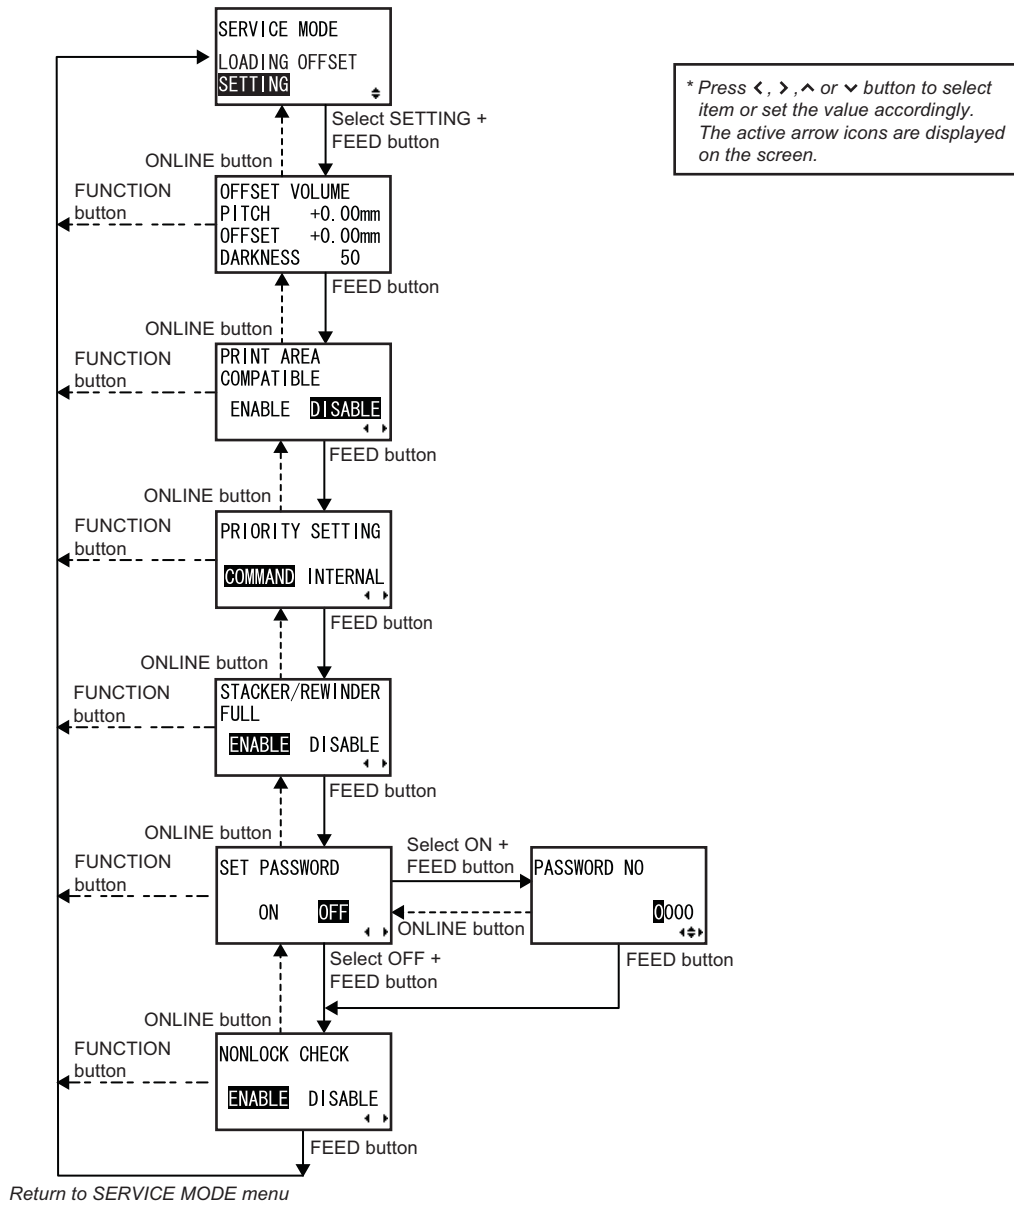 SERVICE MODE
LOADING OFFSET
SETTING
* Press < , > , ^ or v button to select
item or set the value accordingly.
The active arrow icons are displayed
on the screen.
Select SETTING +
FEED button
ONLINE button
FUNCTION
button
OFFSET VOLUME
PITCH +0.00mm
OFFSET +0.00mm
DARKNESS 50
FEED button
ONLINE button
FUNCTION
button
PRINT AREA
COMPATIBLE
ENABLE DISABLE
FEED button
ONLINE button
FUNCTION
button
PRIORITY SETTING
COMMAND INTERNAL
FEED button
ONLINE button
FUNCTION
button
STACKER/REWINDER
FULL
ENABLE DISABLE
FEED button
ONLINE button
FUNCTION
button
SET PASSWORD
ON OFF
Select ON +
FEED button
ONLINE button
PASSWORD NO
0000
FEED button
Select OFF +
FEED button
ONLINE button
FUNCTION
button
NONLOCK CHECK
ENABLE DISABLE
FEED button
Return to SERVICE MODE menu